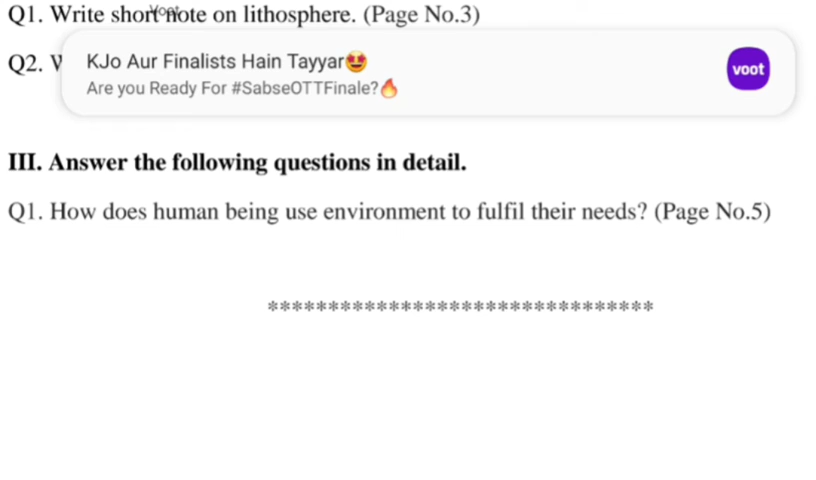 Q1. Write short note on lithosphere. (Page No.3)
Q2.
KJo Aur Finalists Hain Tayyar😍
Are you Ready For #SabseOTTFinale?🔥
voot
III. Answer the following questions in detail.
Q1. How does human being use environment to fulfil their needs? (Page No.5)
********************************